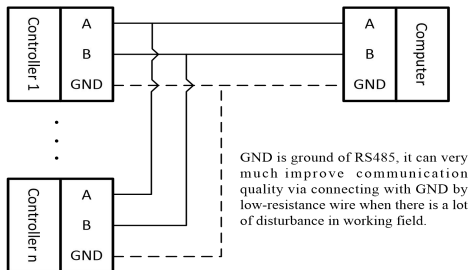 Controller 1
A
B
GND
A
B
GND
Computer
Controller n
A
B
GND
GND is ground of RS485, it can very
much improve communication
quality via connecting with GND by
low-resistance wire when there is a lot
of disturbance in working field.